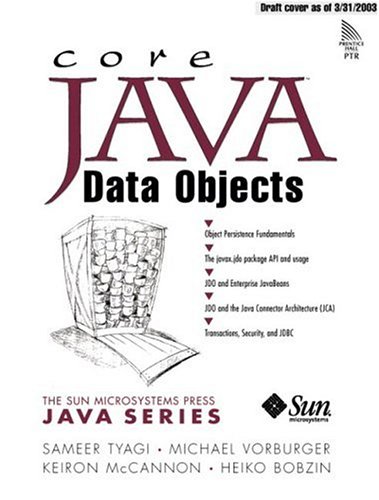 Draft cover as of 3/31/2003
PRENTICE
HALL
PTR
core
JAVA™
Data Objects
Object Persistence Fundamentals
The javax.jdo package API and usage
JDO and Enterprise JavaBeans
JDO and the Java Connector Architecture (JCA)
Transactions, Security, and JDBC
THE SUN MICROSYSTEMS PRESS
JAVA SERIES
Sun
microsystems
SAMEER TYAGI • MICHAEL VORBURGER
KEIRON McCANNON • HEIKO BOBZIN